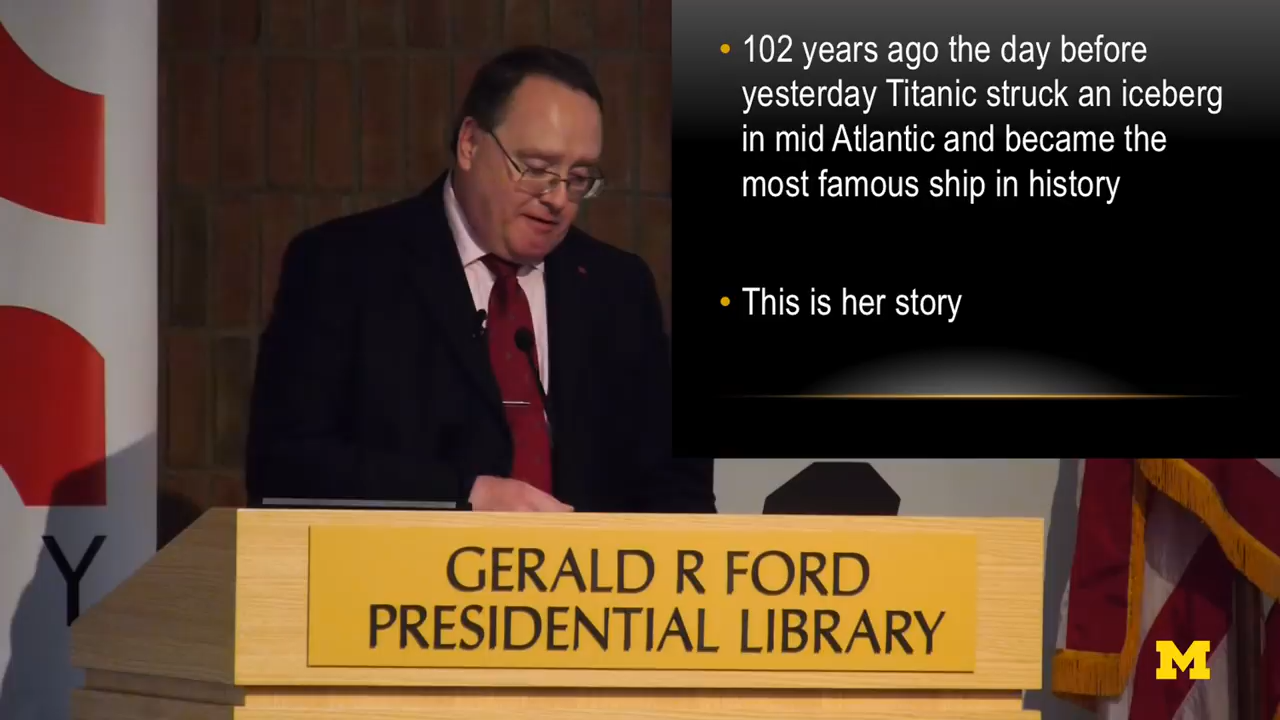 • 102 years ago the day before
yesterday Titanic struck an iceberg
in mid Atlantic and became the
most famous ship in history
• This is her story
GERALD R FORD
PRESIDENTIAL LIBRARY
Y
M